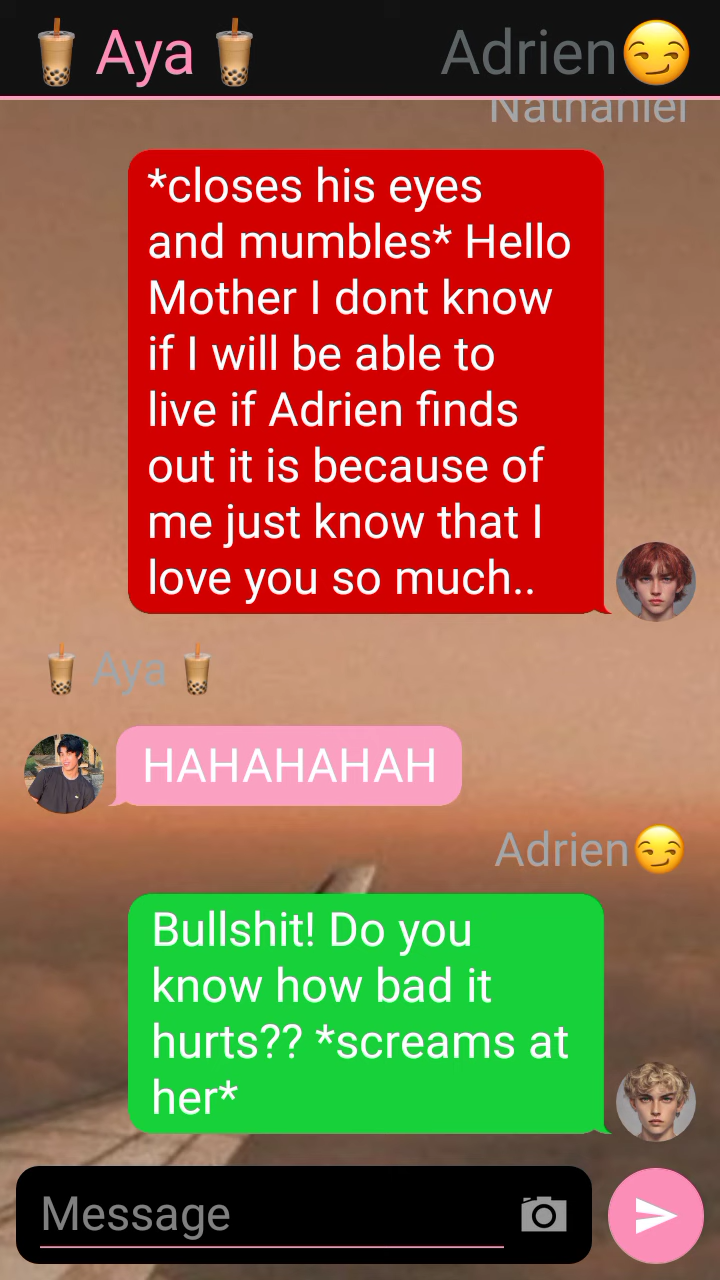 🧋 Aya 🧋 Adrien😏
Nathaniel
*closes his eyes
and mumbles* Hello
Mother I dont know
if I will be able to
live if Adrien finds
out it is because of
me just know that I
love you so much..
🧋 Aya 🧋
HAHAHAHAH
Adrien😏
Bullshit! Do you
know how bad it
hurts?? *screams at
her*
Message